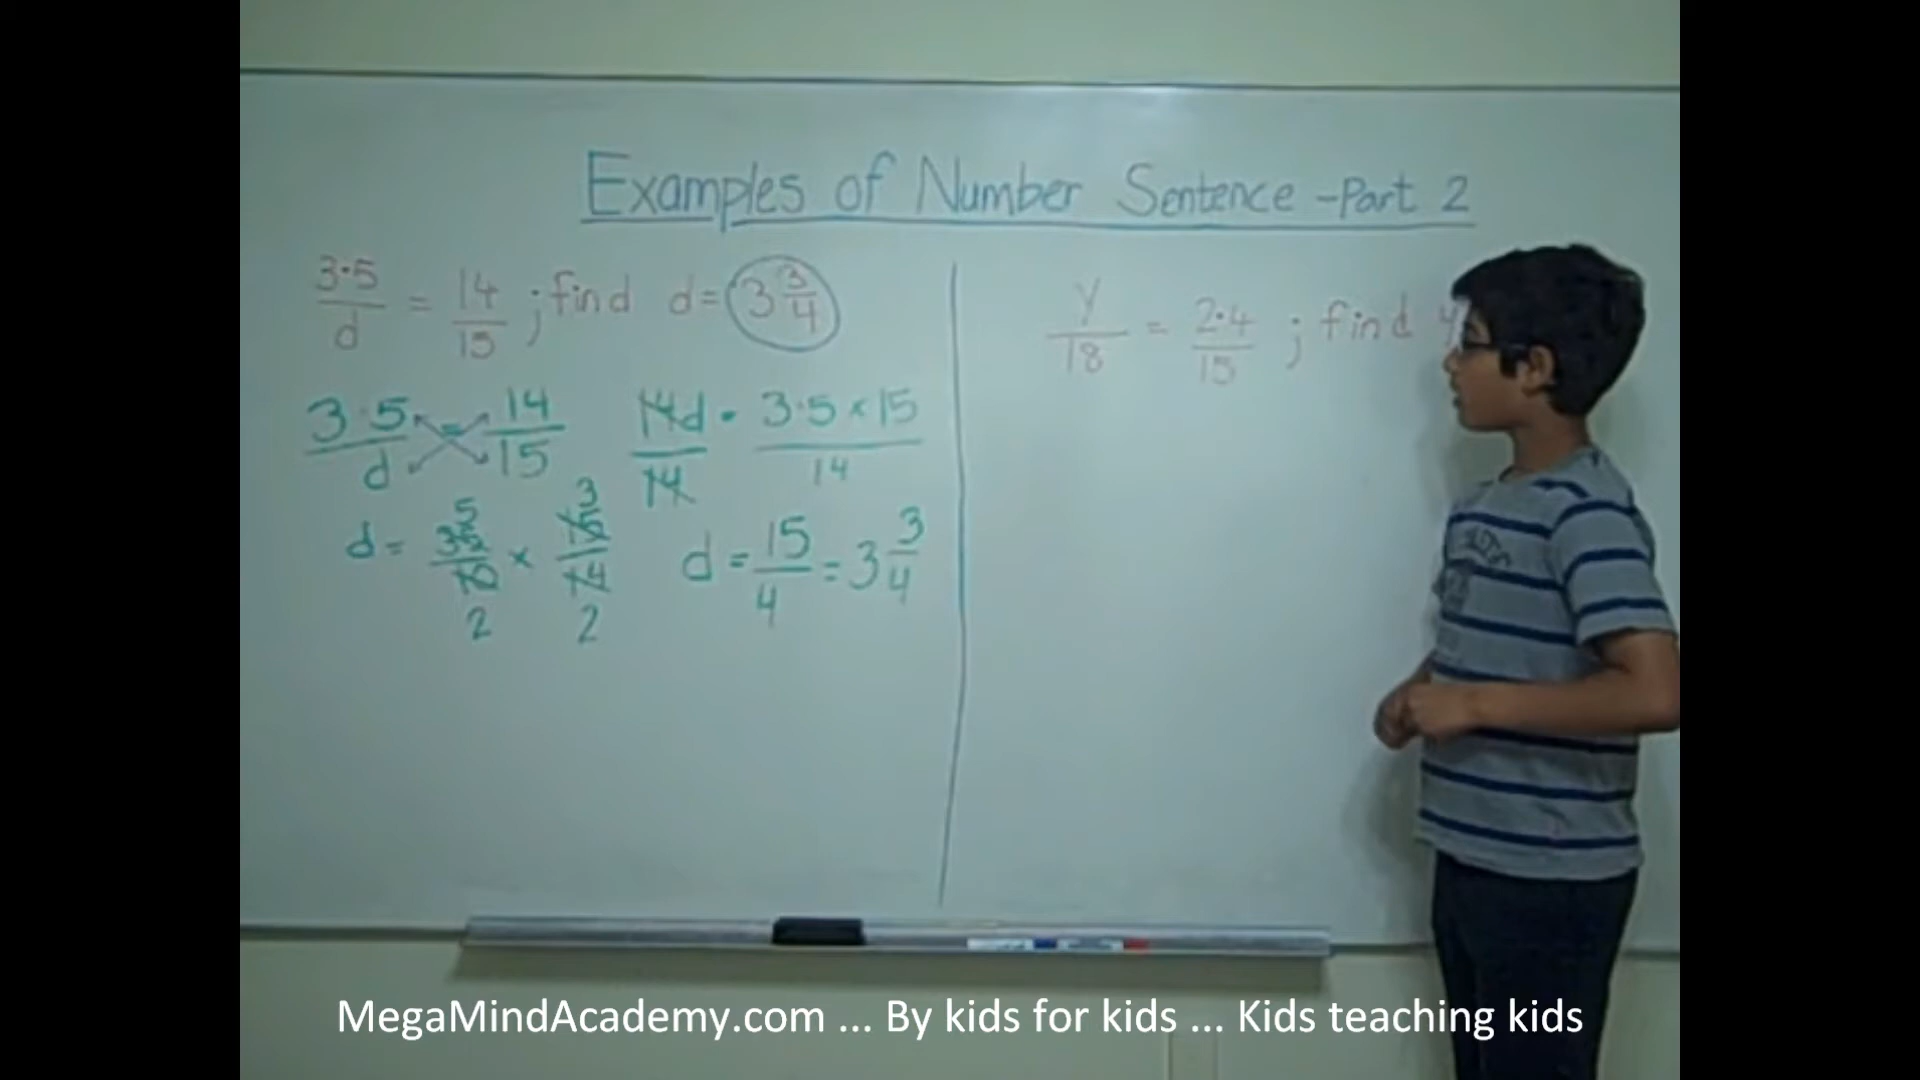 Examples of Number Sentence - Part 2
3.5/d = 14/15 ; find d = 3 3/4
3.5/d = 14/15
14d/14 = 3.5 × 15/14
d = 35/10 × 15/14
5 3
2 2
d = 15/4 = 3 3/4
y/18 = 2.4/15 ; find y
MegaMindAcademy.com ... By kids for kids ... Kids teaching kids